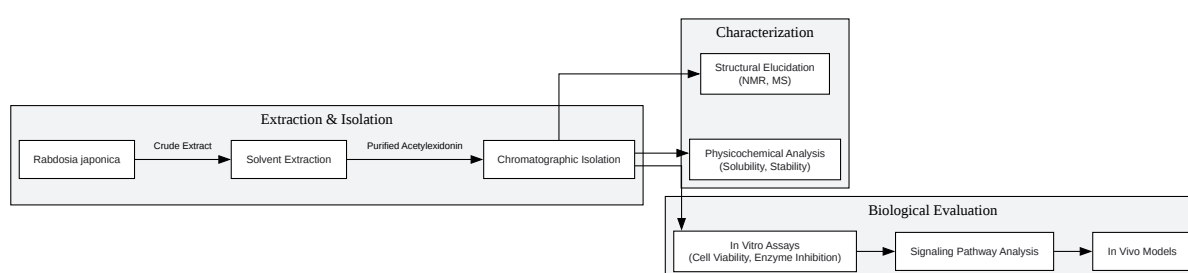 Characterization
Structural Elucidation
(NMR, MS)
Extraction & Isolation
Rabdosia japonica
Crude Extract
Solvent Extraction
Purified Acetylexidonin
Chromatographic Isolation
Physicochemical Analysis
(Solubility, Stability)
Biological Evaluation
In Vitro Assays
(Cell Viability, Enzyme Inhibition)
Signaling Pathway Analysis
In Vivo Models